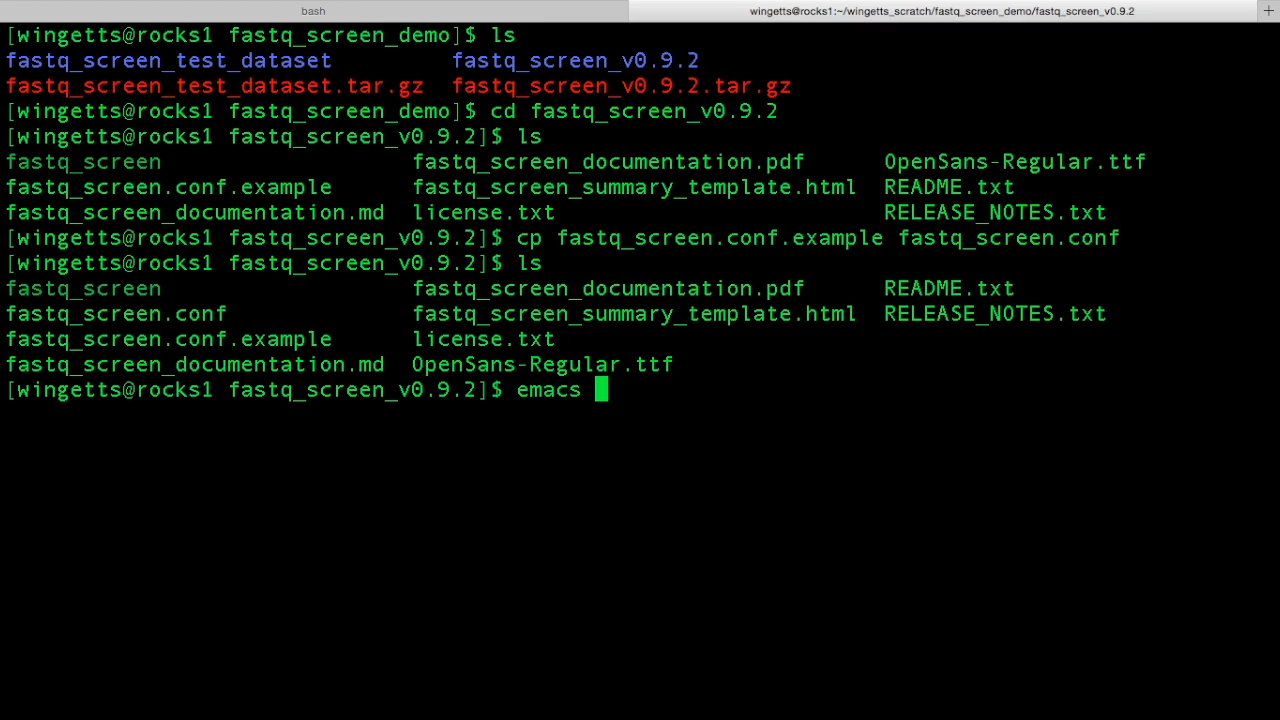 bash
wingetts@rocks1:~/wingetts_scratch/fastq_screen_demo/fastq_screen_v0.9.2
+
[wingetts@rocks1 fastq_screen_demo]$ ls
fastq_screen_test_dataset fastq_screen_v0.9.2
fastq_screen_test_dataset.tar.gz fastq_screen_v0.9.2.tar.gz
[wingetts@rocks1 fastq_screen_demo]$ cd fastq_screen_v0.9.2
[wingetts@rocks1 fastq_screen_v0.9.2]$ ls
fastq_screen fastq_screen_documentation.pdf OpenSans-Regular.ttf
fastq_screen.conf.example fastq_screen_summary_template.html README.txt
fastq_screen_documentation.md license.txt RELEASE_NOTES.txt
[wingetts@rocks1 fastq_screen_v0.9.2]$ cp fastq_screen.conf.example fastq_screen.conf
[wingetts@rocks1 fastq_screen_v0.9.2]$ ls
fastq_screen fastq_screen_documentation.pdf README.txt
fastq_screen.conf fastq_screen_summary_template.html RELEASE_NOTES.txt
fastq_screen.conf.example license.txt
fastq_screen_documentation.md OpenSans-Regular.ttf
[wingetts@rocks1 fastq_screen_v0.9.2]$ emacs